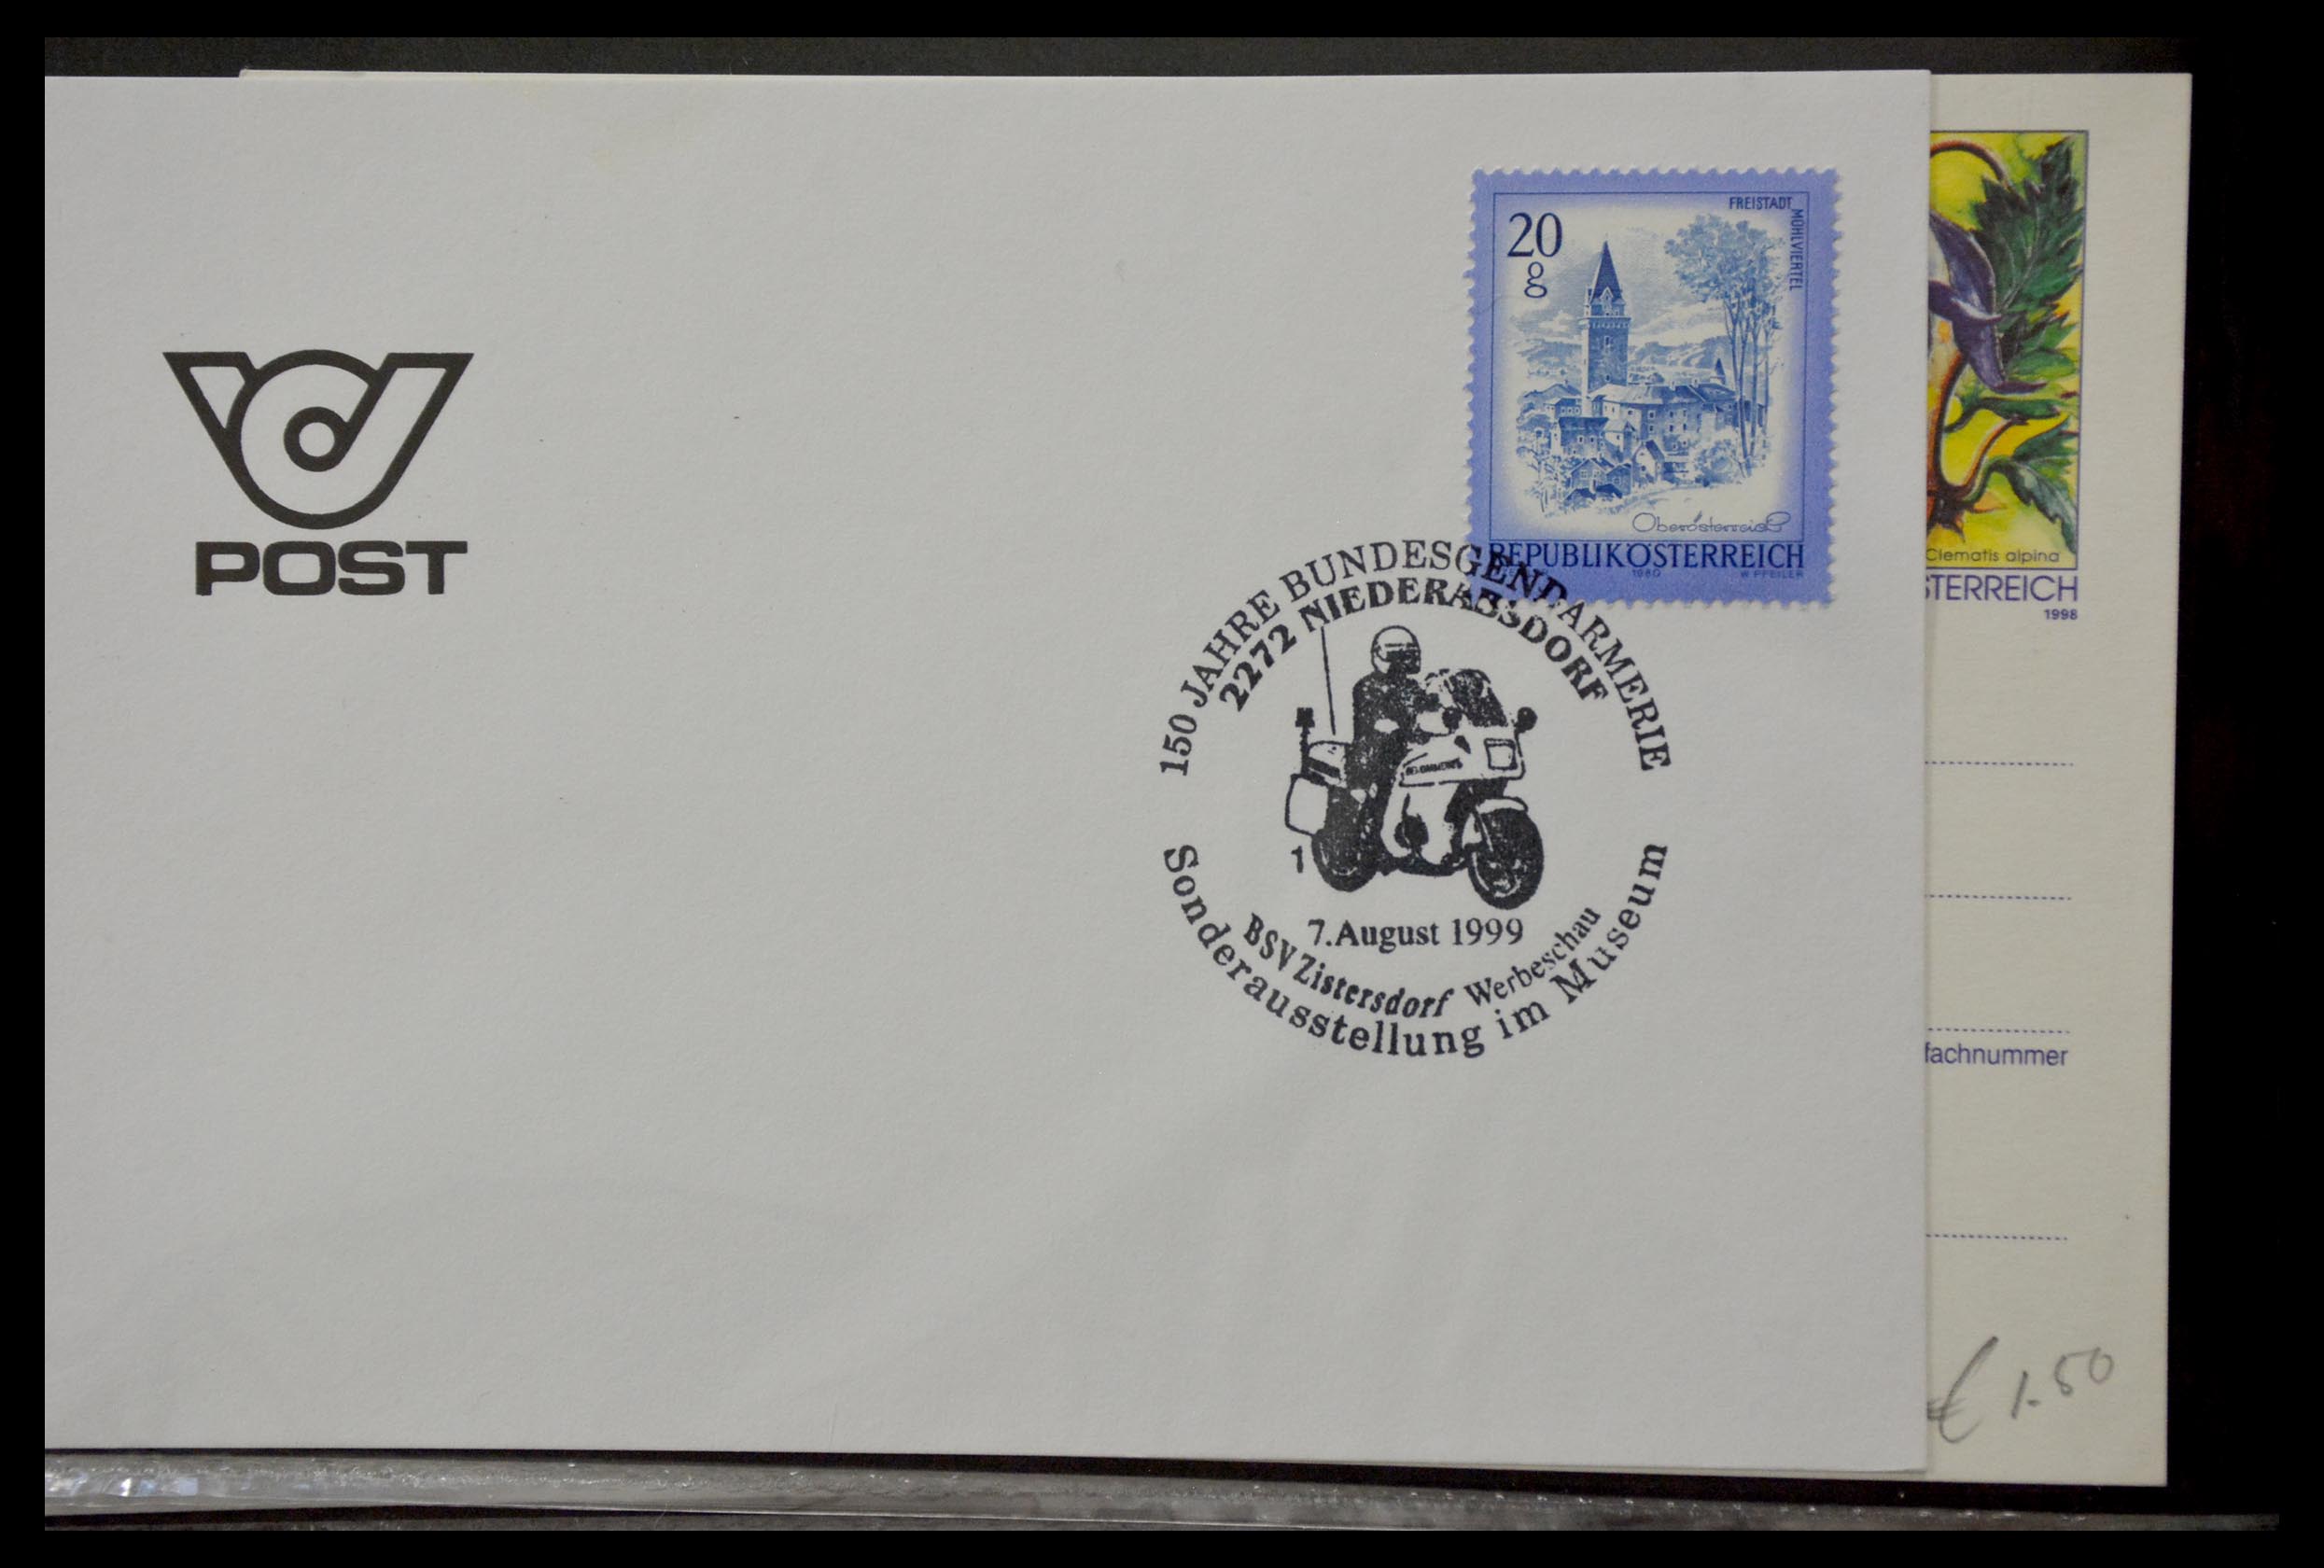 POST
20
g
FREISTADT
MÜHLVIERTEL
Oberösterreich
REPUBLIK ÖSTERREICH
1980 W. PFEILER
150 JAHRE BUNDESGENDARMERIE
2272 NIEDERABSDORF
1
7. August 1999
BSV Zistersdorf Werbeschau
Sonderausstellung im Museum
Clematis alpina
STERREICH
1998
fachnummer
€ 1.50